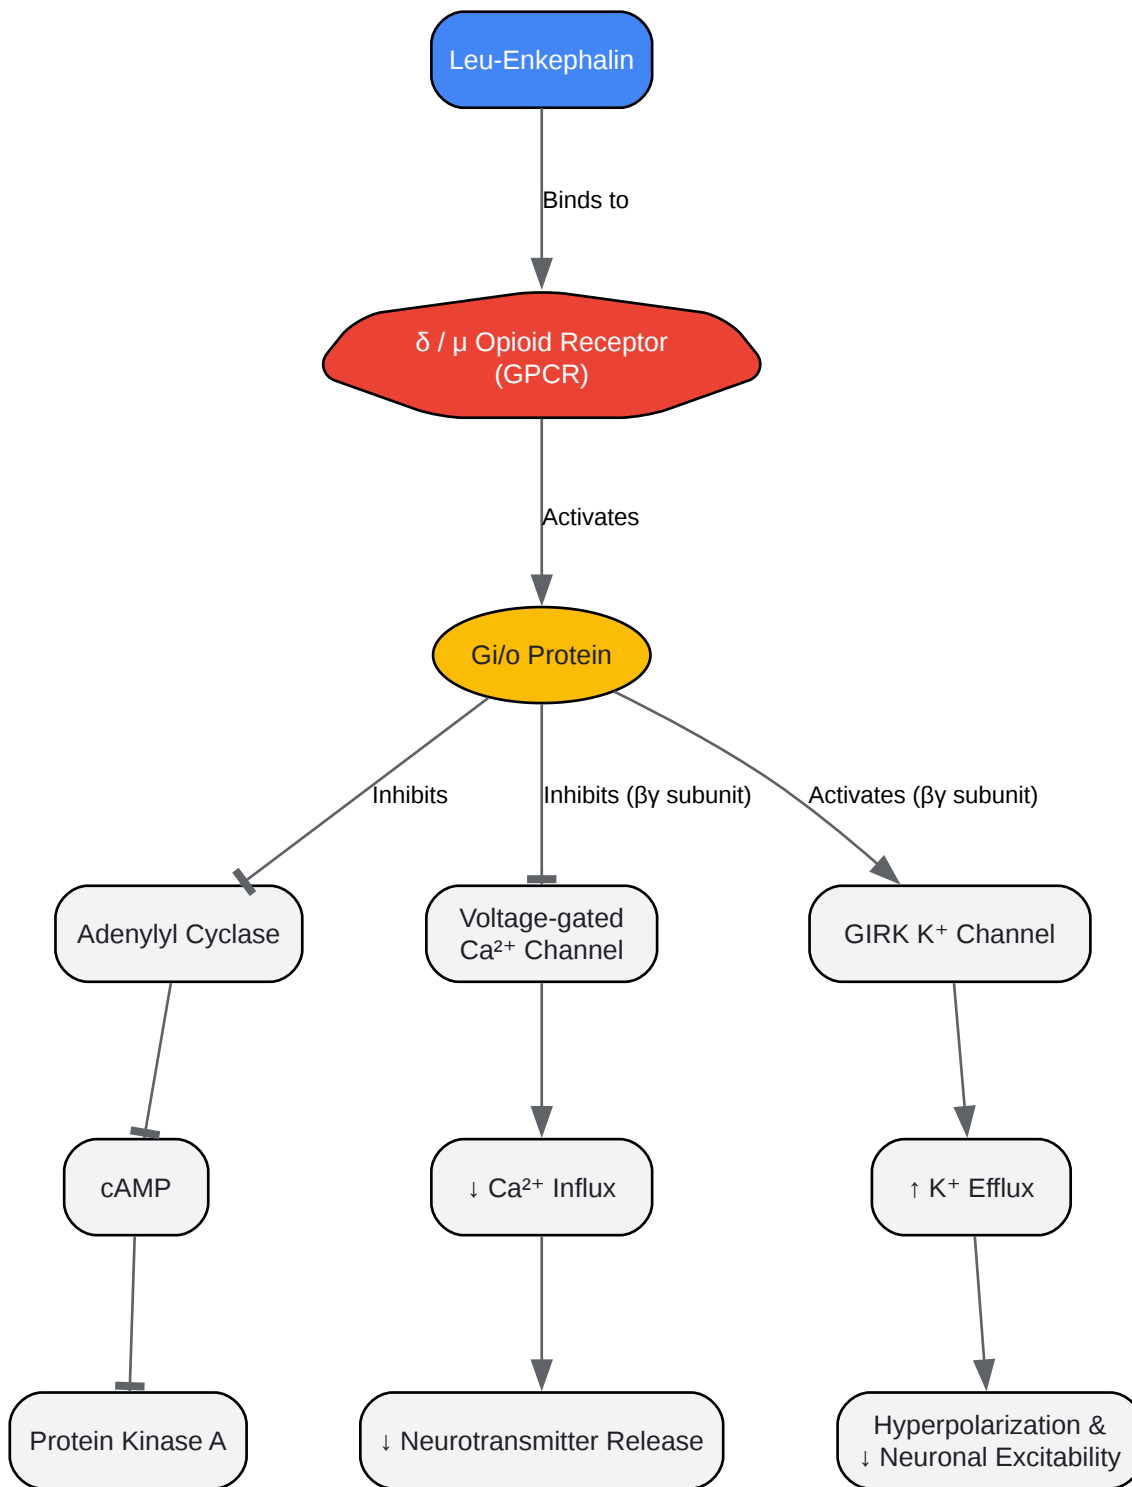 Leu-Enkephalin
Binds to
δ / μ Opioid Receptor
(GPCR)
Activates
Gi/o Protein
Inhibits
Inhibits (βγ subunit)
Activates (βγ subunit)
Adenylyl Cyclase
Voltage-gated
Ca²⁺ Channel
GIRK K⁺ Channel
cAMP
↓ Ca²⁺ Influx
↑ K⁺ Efflux
Protein Kinase A
↓ Neurotransmitter Release
Hyperpolarization &
↓ Neuronal Excitability